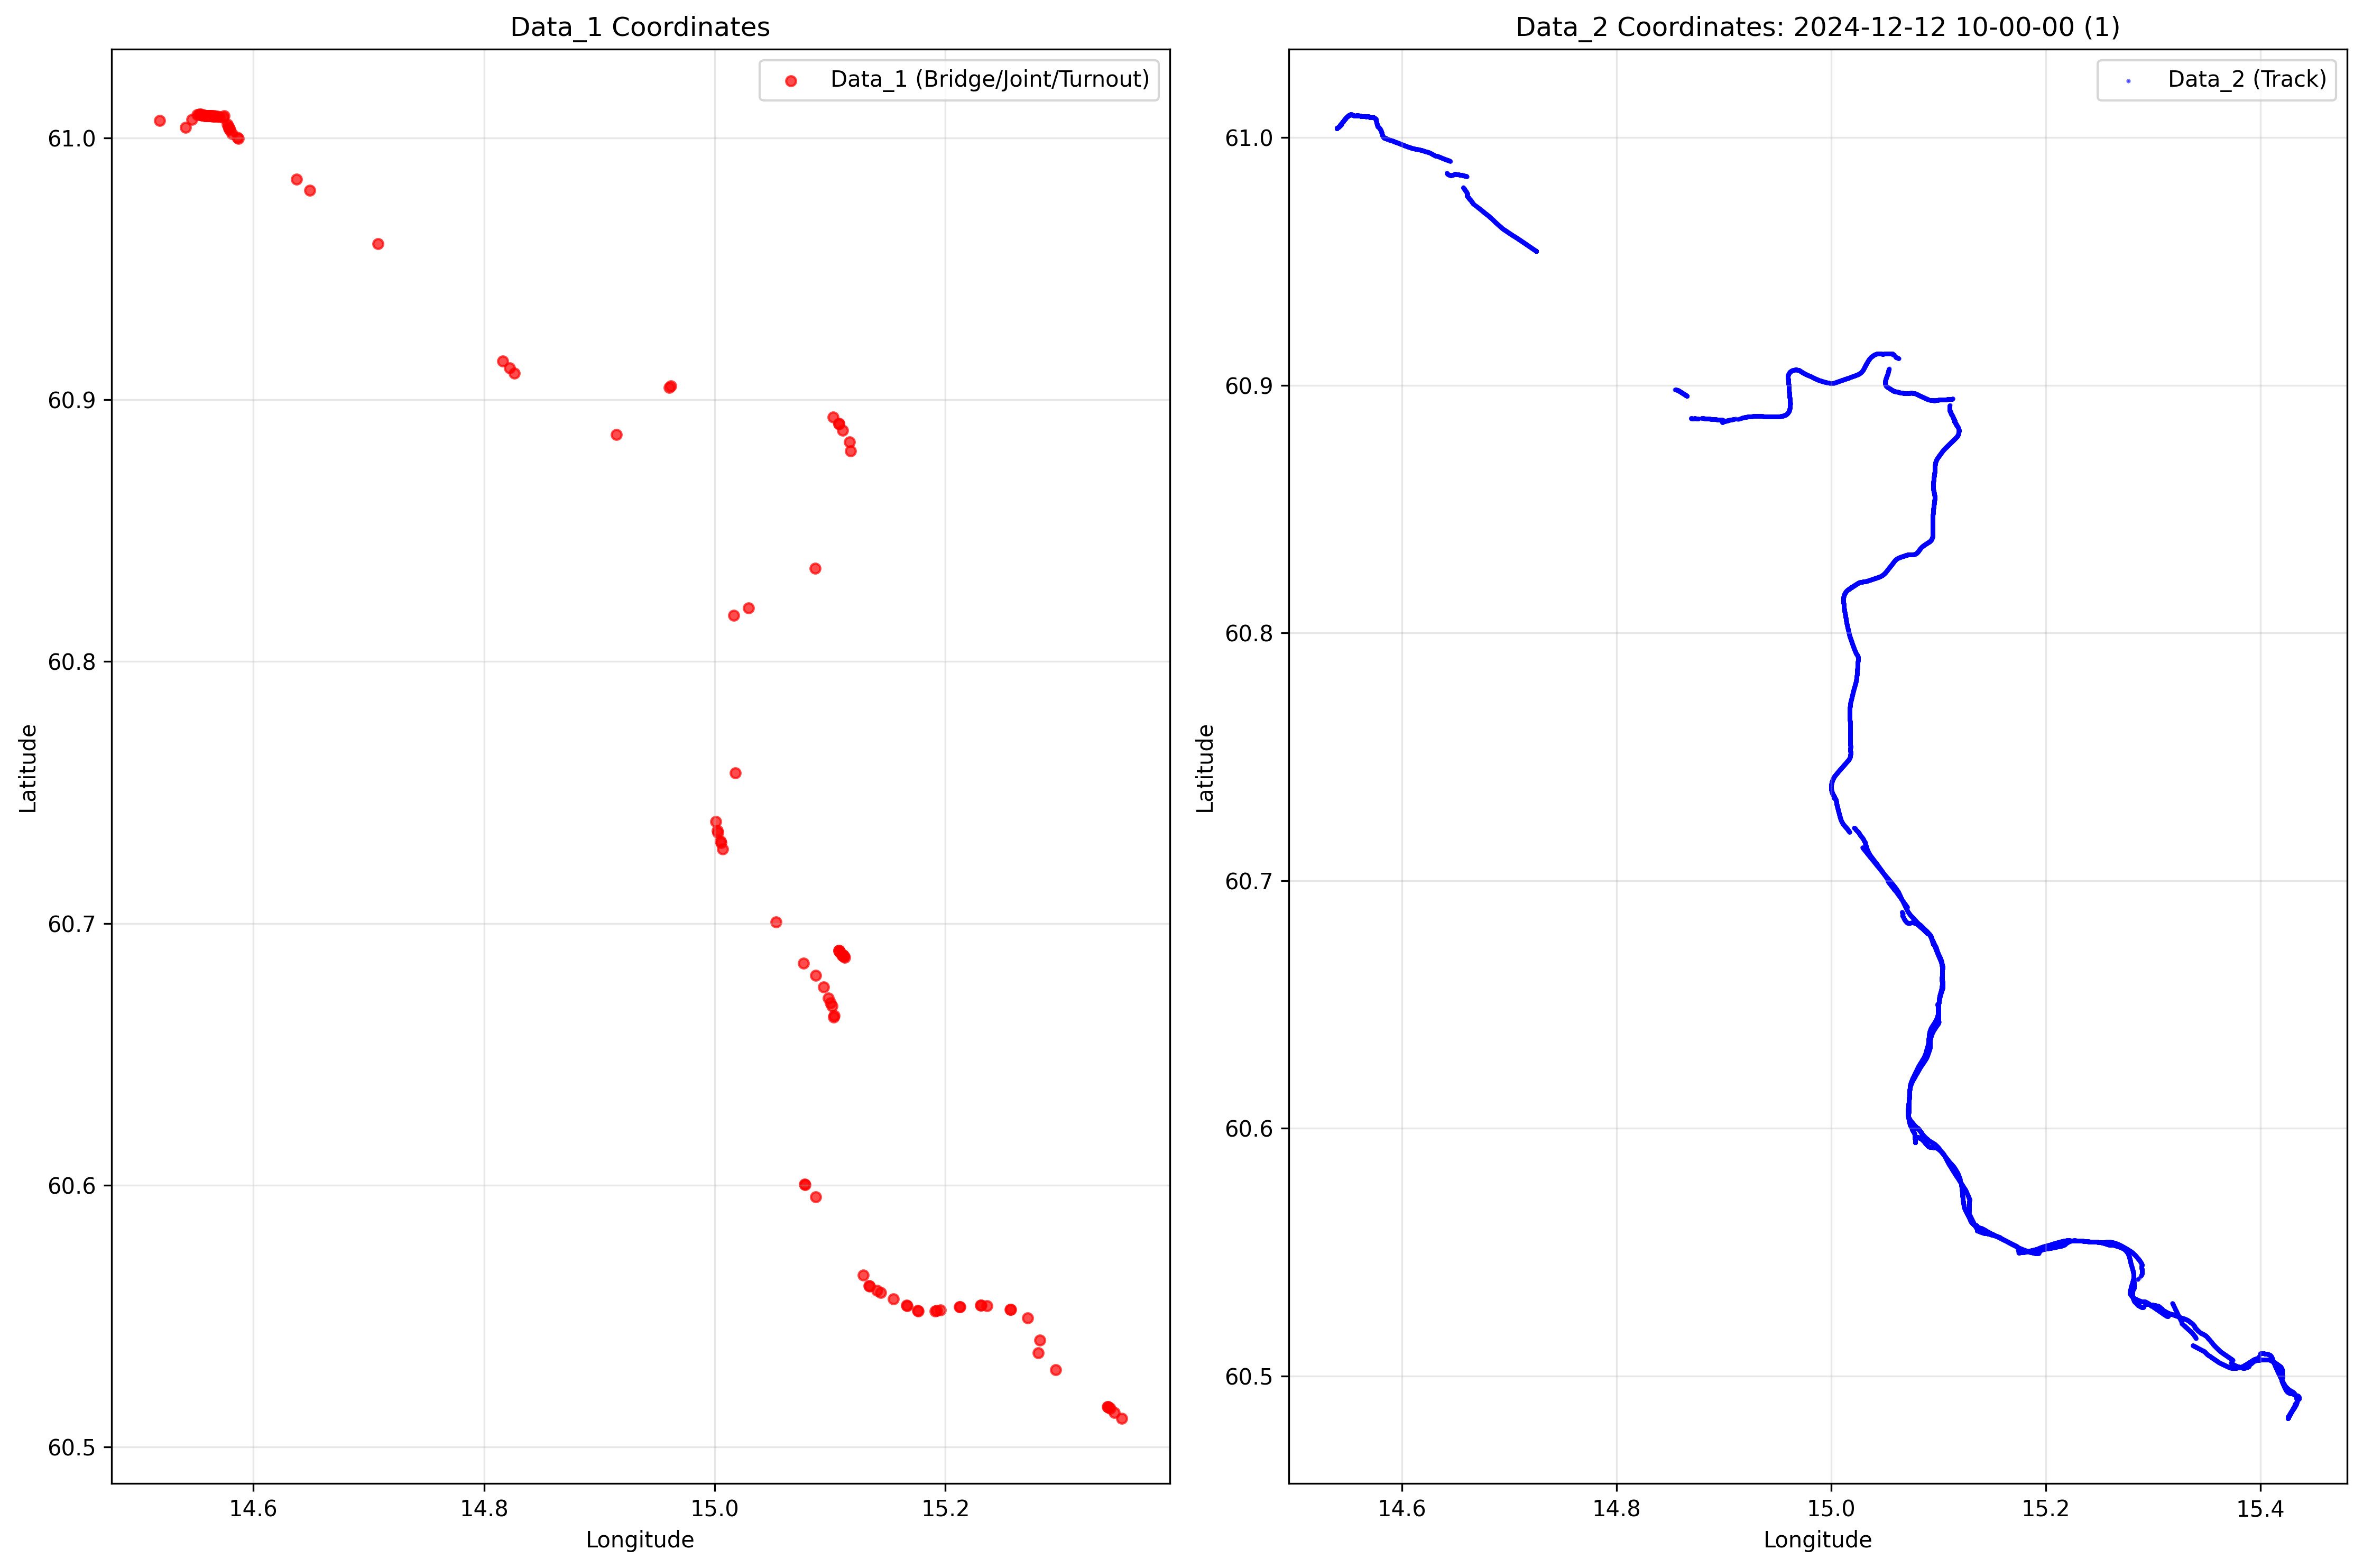 Data_1 Coordinates
Data_1 (Bridge/Joint/Turnout)
61.0
60.9
60.8
60.7
60.6
60.5
Latitude
14.6
14.8
15.0
15.2
Longitude
Data_2 Coordinates: 2024-12-12 10-00-00 (1)
Data_2 (Track)
61.0
60.9
60.8
60.7
60.6
60.5
Latitude
14.6
14.8
15.0
15.2
15.4
Longitude